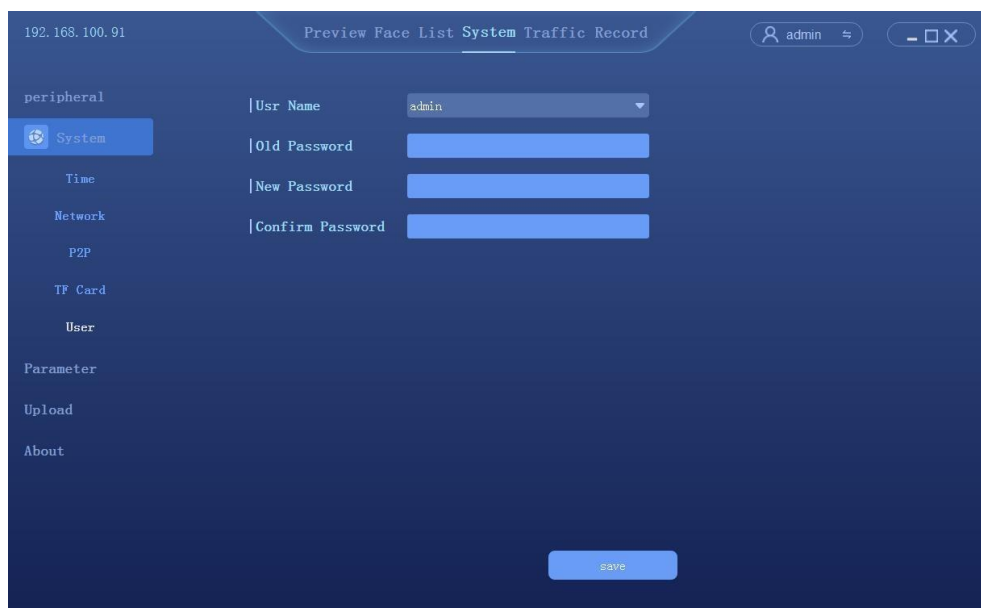 192.168.100.91
Preview Face List System Traffic Record
admin
peripheral
System
Time
Network
P2P
TF Card
User
Parameter
Upload
About
Usr Name
admin
Old Password
New Password
Confirm Password
save